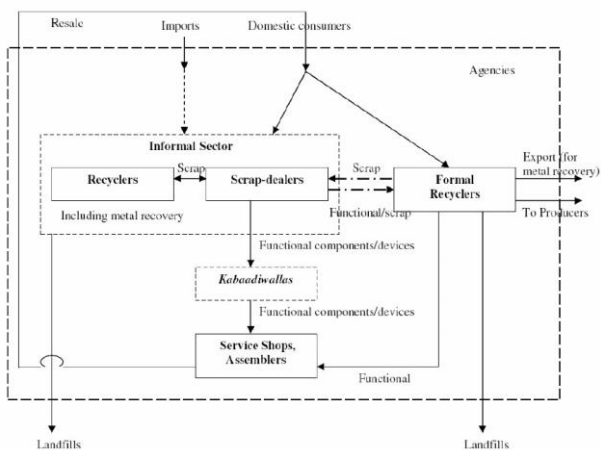 Resale
Imports
Domestic consumers
Agencies
Informal Sector
Recyclers
Scrap
Scrap-dealers
Including metal recovery
Scrap
Functional/scrap
Formal
Recyclers
Export (for
metal recovery)
To Producers
Functional components/devices
Kabaadiwallas
Functional components/devices
Service Shops,
Assemblers
Functional
Landfills
Landfills